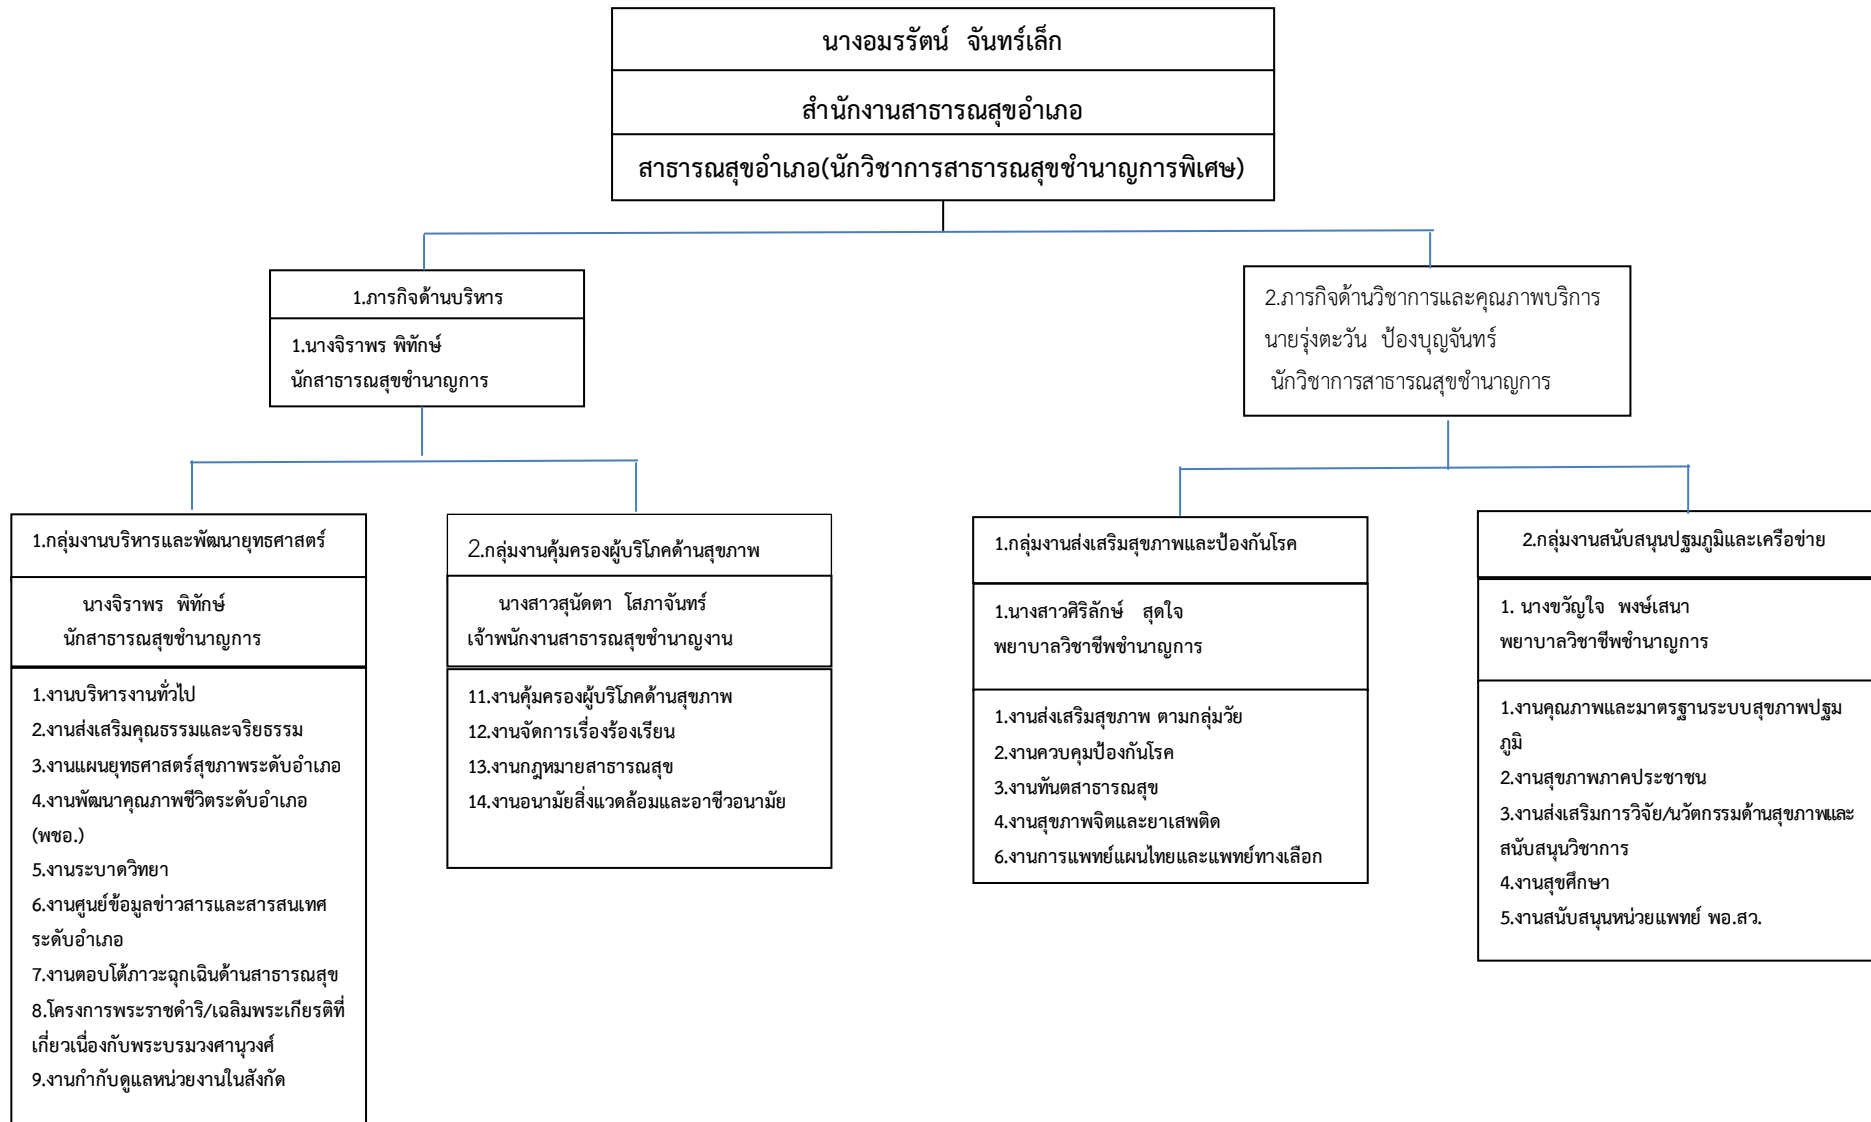 นางอมรรัตน์ จันทร์เล็ก
สำนักงานสาธารณสุขอำเภอ
สาธารณสุขอำเภอ(นักวิชาการสาธารณสุขชำนาญการพิเศษ)
1.ภารกิจด้านบริหาร
1.นางจิราพร พิทักษ์
นักสาธารณสุขชำนาญการ
2.ภารกิจด้านวิชาการและคุณภาพบริการ
นายรุ่งตะวัน ป้องบุญจันทร์
นักวิชาการสาธารณสุขชำนาญการ
1.กลุ่มงานบริหารและพัฒนายุทธศาสตร์
นางจิราพร พิทักษ์
นักสาธารณสุขชำนาญการ
1.งานบริหารงานทั่วไป
2.งานส่งเสริมคุณธรรมและจริยธรรม
3.งานแผนยุทธศาสตร์สุขภาพระดับอำเภอ
4.งานพัฒนาคุณภาพชีวิตระดับอำเภอ
(พชอ.)
5.งานระบาดวิทยา
6.งานศูนย์ข้อมูลข่าวสารและสารสนเทศ
ระดับอำเภอ
7.งานตอบโต้ภาวะฉุกเฉินด้านสาธารณสุข
8.โครงการพระราชดำริ/เฉลิมพระเกียรติที่
เกี่ยวเนื่องกับพระบรมวงศานุวงศ์
9.งานกำกับดูแลหน่วยงานในสังกัด
2.กลุ่มงานคุ้มครองผู้บริโภคด้านสุขภาพ
นางสาวสุนัดตา โสภาจันทร์
เจ้าพนักงานสาธารณสุขชำนาญงาน
11.งานคุ้มครองผู้บริโภคด้านสุขภาพ
12.งานจัดการเรื่องร้องเรียน
13.งานกฎหมายสาธารณสุข
14.งานอนามัยสิ่งแวดล้อมและอาชีวอนามัย
1.กลุ่มงานส่งเสริมสุขภาพและป้องกันโรค
1.นางสาวศิริลักษ์ สุดใจ
พยาบาลวิชาชีพชำนาญการ
1.งานส่งเสริมสุขภาพ ตามกลุ่มวัย
2.งานควบคุมป้องกันโรค
3.งานทันตสาธารณสุข
4.งานสุขภาพจิตและยาเสพติด
6.งานการแพทย์แผนไทยและแพทย์ทางเลือก
2.กลุ่มงานสนับสนุนปฐมภูมิและเครือข่าย
1. นางขวัญใจ พงษ์เสนา
พยาบาลวิชาชีพชำนาญการ
1.งานคุณภาพและมาตรฐานระบบสุขภาพปฐม
ภูมิ
2.งานสุขภาพภาคประชาชน
3.งานส่งเสริมการวิจัย/นวัตกรรมด้านสุขภาพและ
สนับสนุนวิชาการ
4.งานสุขศึกษา
5.งานสนับสนุนหน่วยแพทย์ พอ.สว.